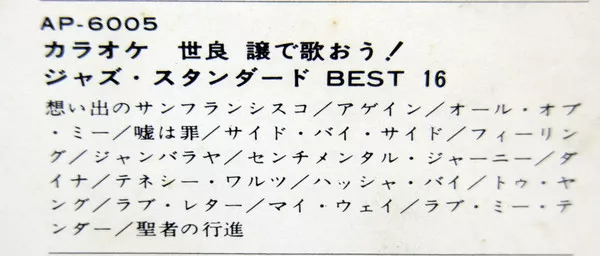 AP-6005
カラオケ 世良 譲で歌おう!
ジャズ・スタンダード BEST 16
想い出のサンフランシスコ/アゲイン/オール・オブ
・ミー/嘘は罪/サイド・バイ・サイド/フィーリン
グ/ジャンバラヤ/センチメンタル・ジャーニー/ダ
イナ/テネシー・ワルツ/ハッシャ・バイ/トゥ・ヤ
ング/ラブ・レター/マイ・ウェイ/ラブ・ミー・テ
ンダー/聖者の行進